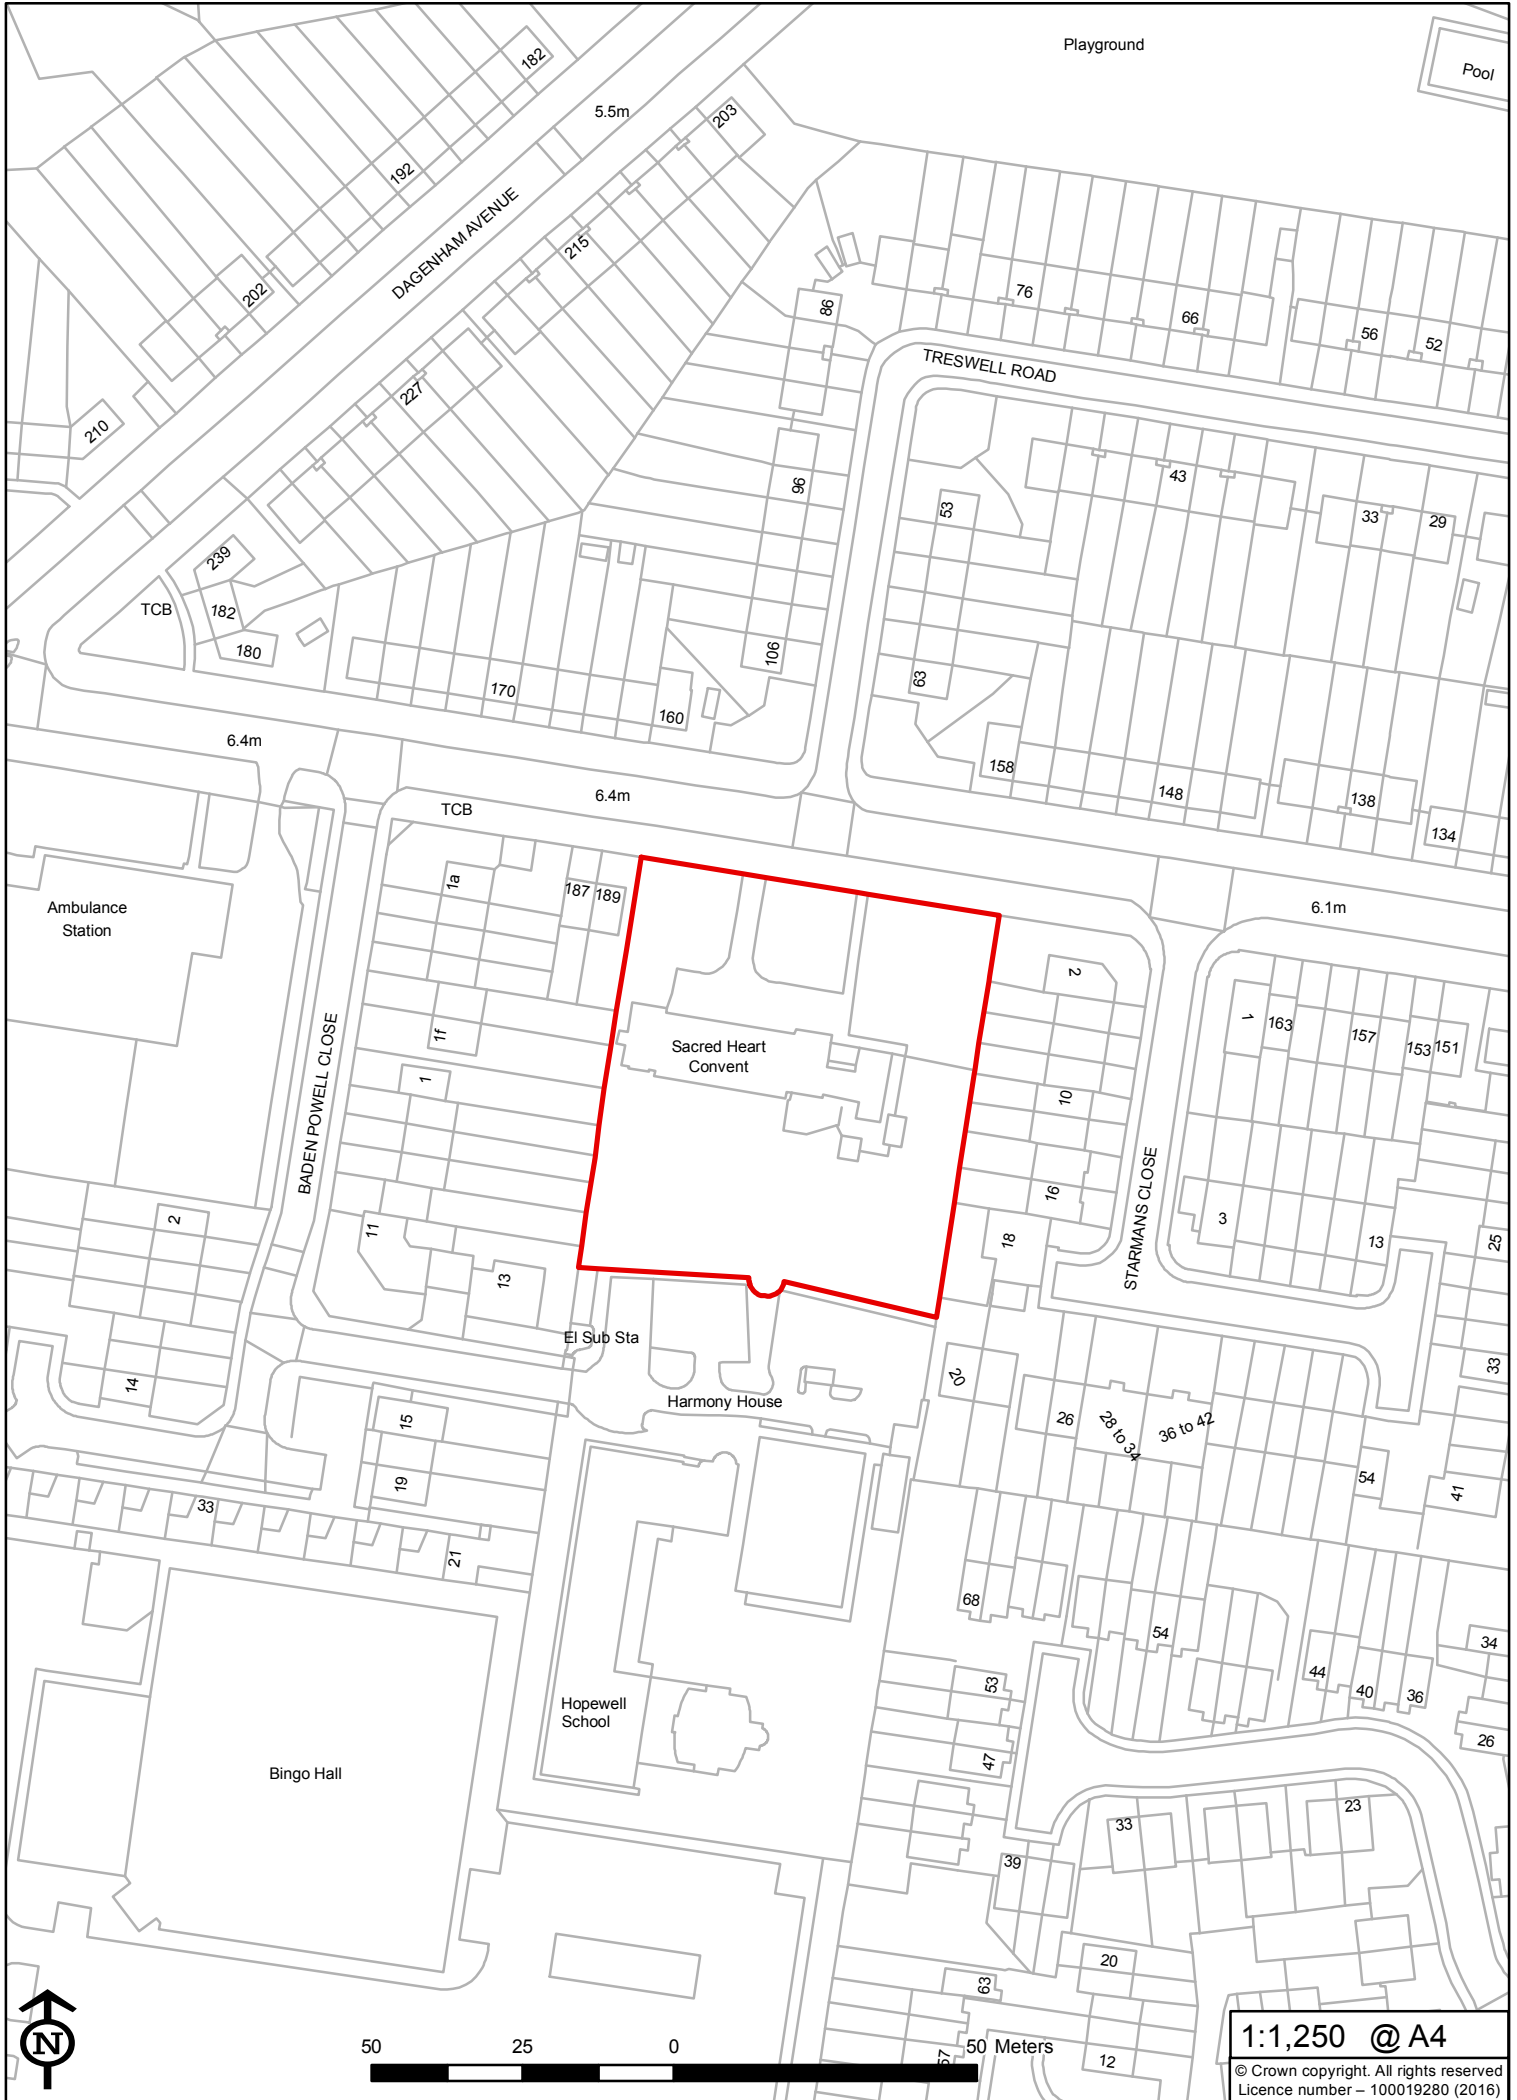 Playground
Pool
182
5.5m
203
192
DAGENHAM AVENUE
215
202
86
76
66
56
52
TRESWELL ROAD
227
210
96
43
53
33
29
239
TCB
182
180
106
63
170
160
6.4m
158
148
138
134
6.4m
TCB
1a
187
189
Ambulance
Station
6.1m
2
1
163
157
153
151
1f
Sacred Heart
Convent
BADEN POWELL CLOSE
1
10
STARMANS CLOSE
16
2
11
18
3
13
25
13
El Sub Sta
20
33
14
Harmony House
26
28 to 34
36 to 42
15
19
54
41
33
21
68
54
34
44
40
36
53
26
Hopewell
School
47
Bingo Hall
33
23
39
20
63
57
12
N
50
25
0
50 Meters
1:1,250 @ A4
© Crown copyright. All rights reserved
Licence number – 100019280 (2016)